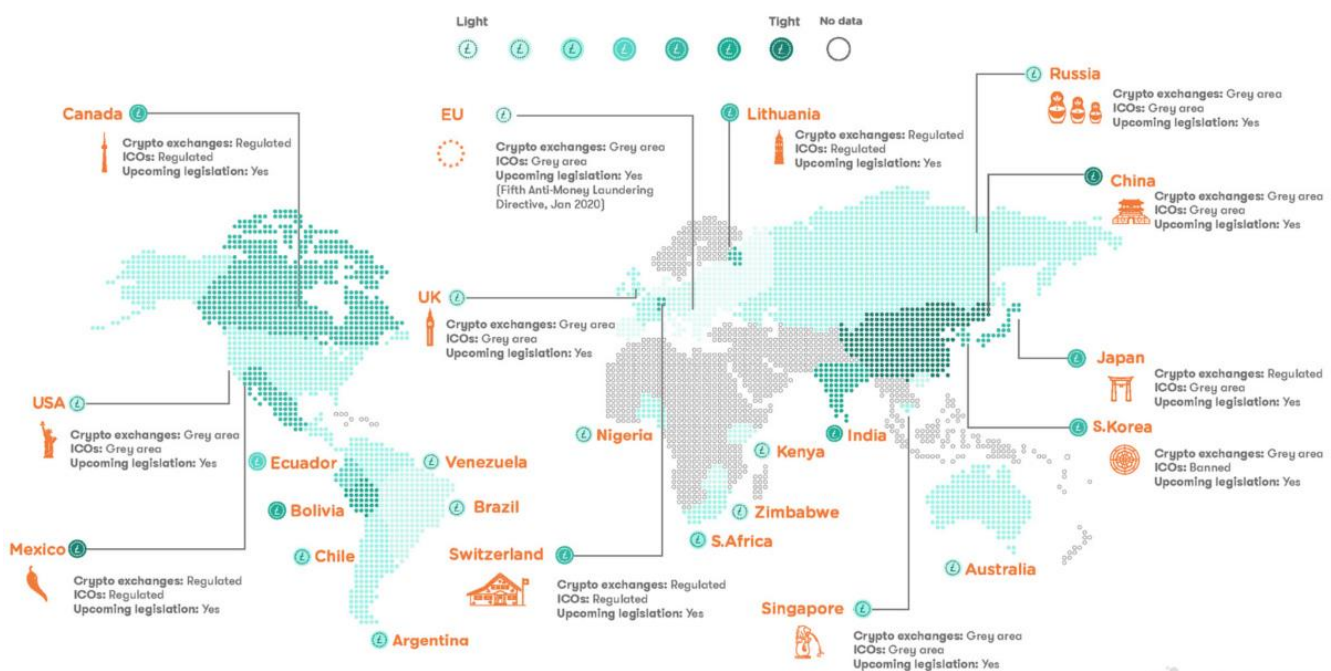 Light
Tight
No data
Canada
Crypto exchanges: Regulated
ICOs: Regulated
Upcoming legislation: Yes
EU
Crypto exchanges: Grey area
ICOs: Grey area
Upcoming legislation: Yes
(Fifth Anti-Money Laundering
Directive, Jan 2020)
Lithuania
Crypto exchanges: Regulated
ICOs: Regulated
Upcoming legislation: Yes
Russia
Crypto exchanges: Grey area
ICOs: Grey area
Upcoming legislation: Yes
China
Crypto exchanges: Grey area
ICOs: Grey area
Upcoming legislation: Yes
UK
Crypto exchanges: Grey area
ICOs: Grey area
Upcoming legislation: Yes
Japan
Crypto exchanges: Regulated
ICOs: Grey area
Upcoming legislation: Yes
USA
Crypto exchanges: Grey area
ICOs: Grey area
Upcoming legislation: Yes
Nigeria
Kenya
India
S.Korea
Crypto exchanges: Grey area
ICOs: Banned
Upcoming legislation: Yes
Ecuador
Venezuela
Bolivia
Brazil
Zimbabwe
S.Africa
Mexico
Crypto exchanges: Regulated
ICOs: Regulated
Upcoming legislation: Yes
Chile
Switzerland
Crypto exchanges: Regulated
ICOs: Regulated
Upcoming legislation: Yes
Australia
Singapore
Crypto exchanges: Grey area
ICOs: Grey area
Upcoming legislation: Yes
Argentina